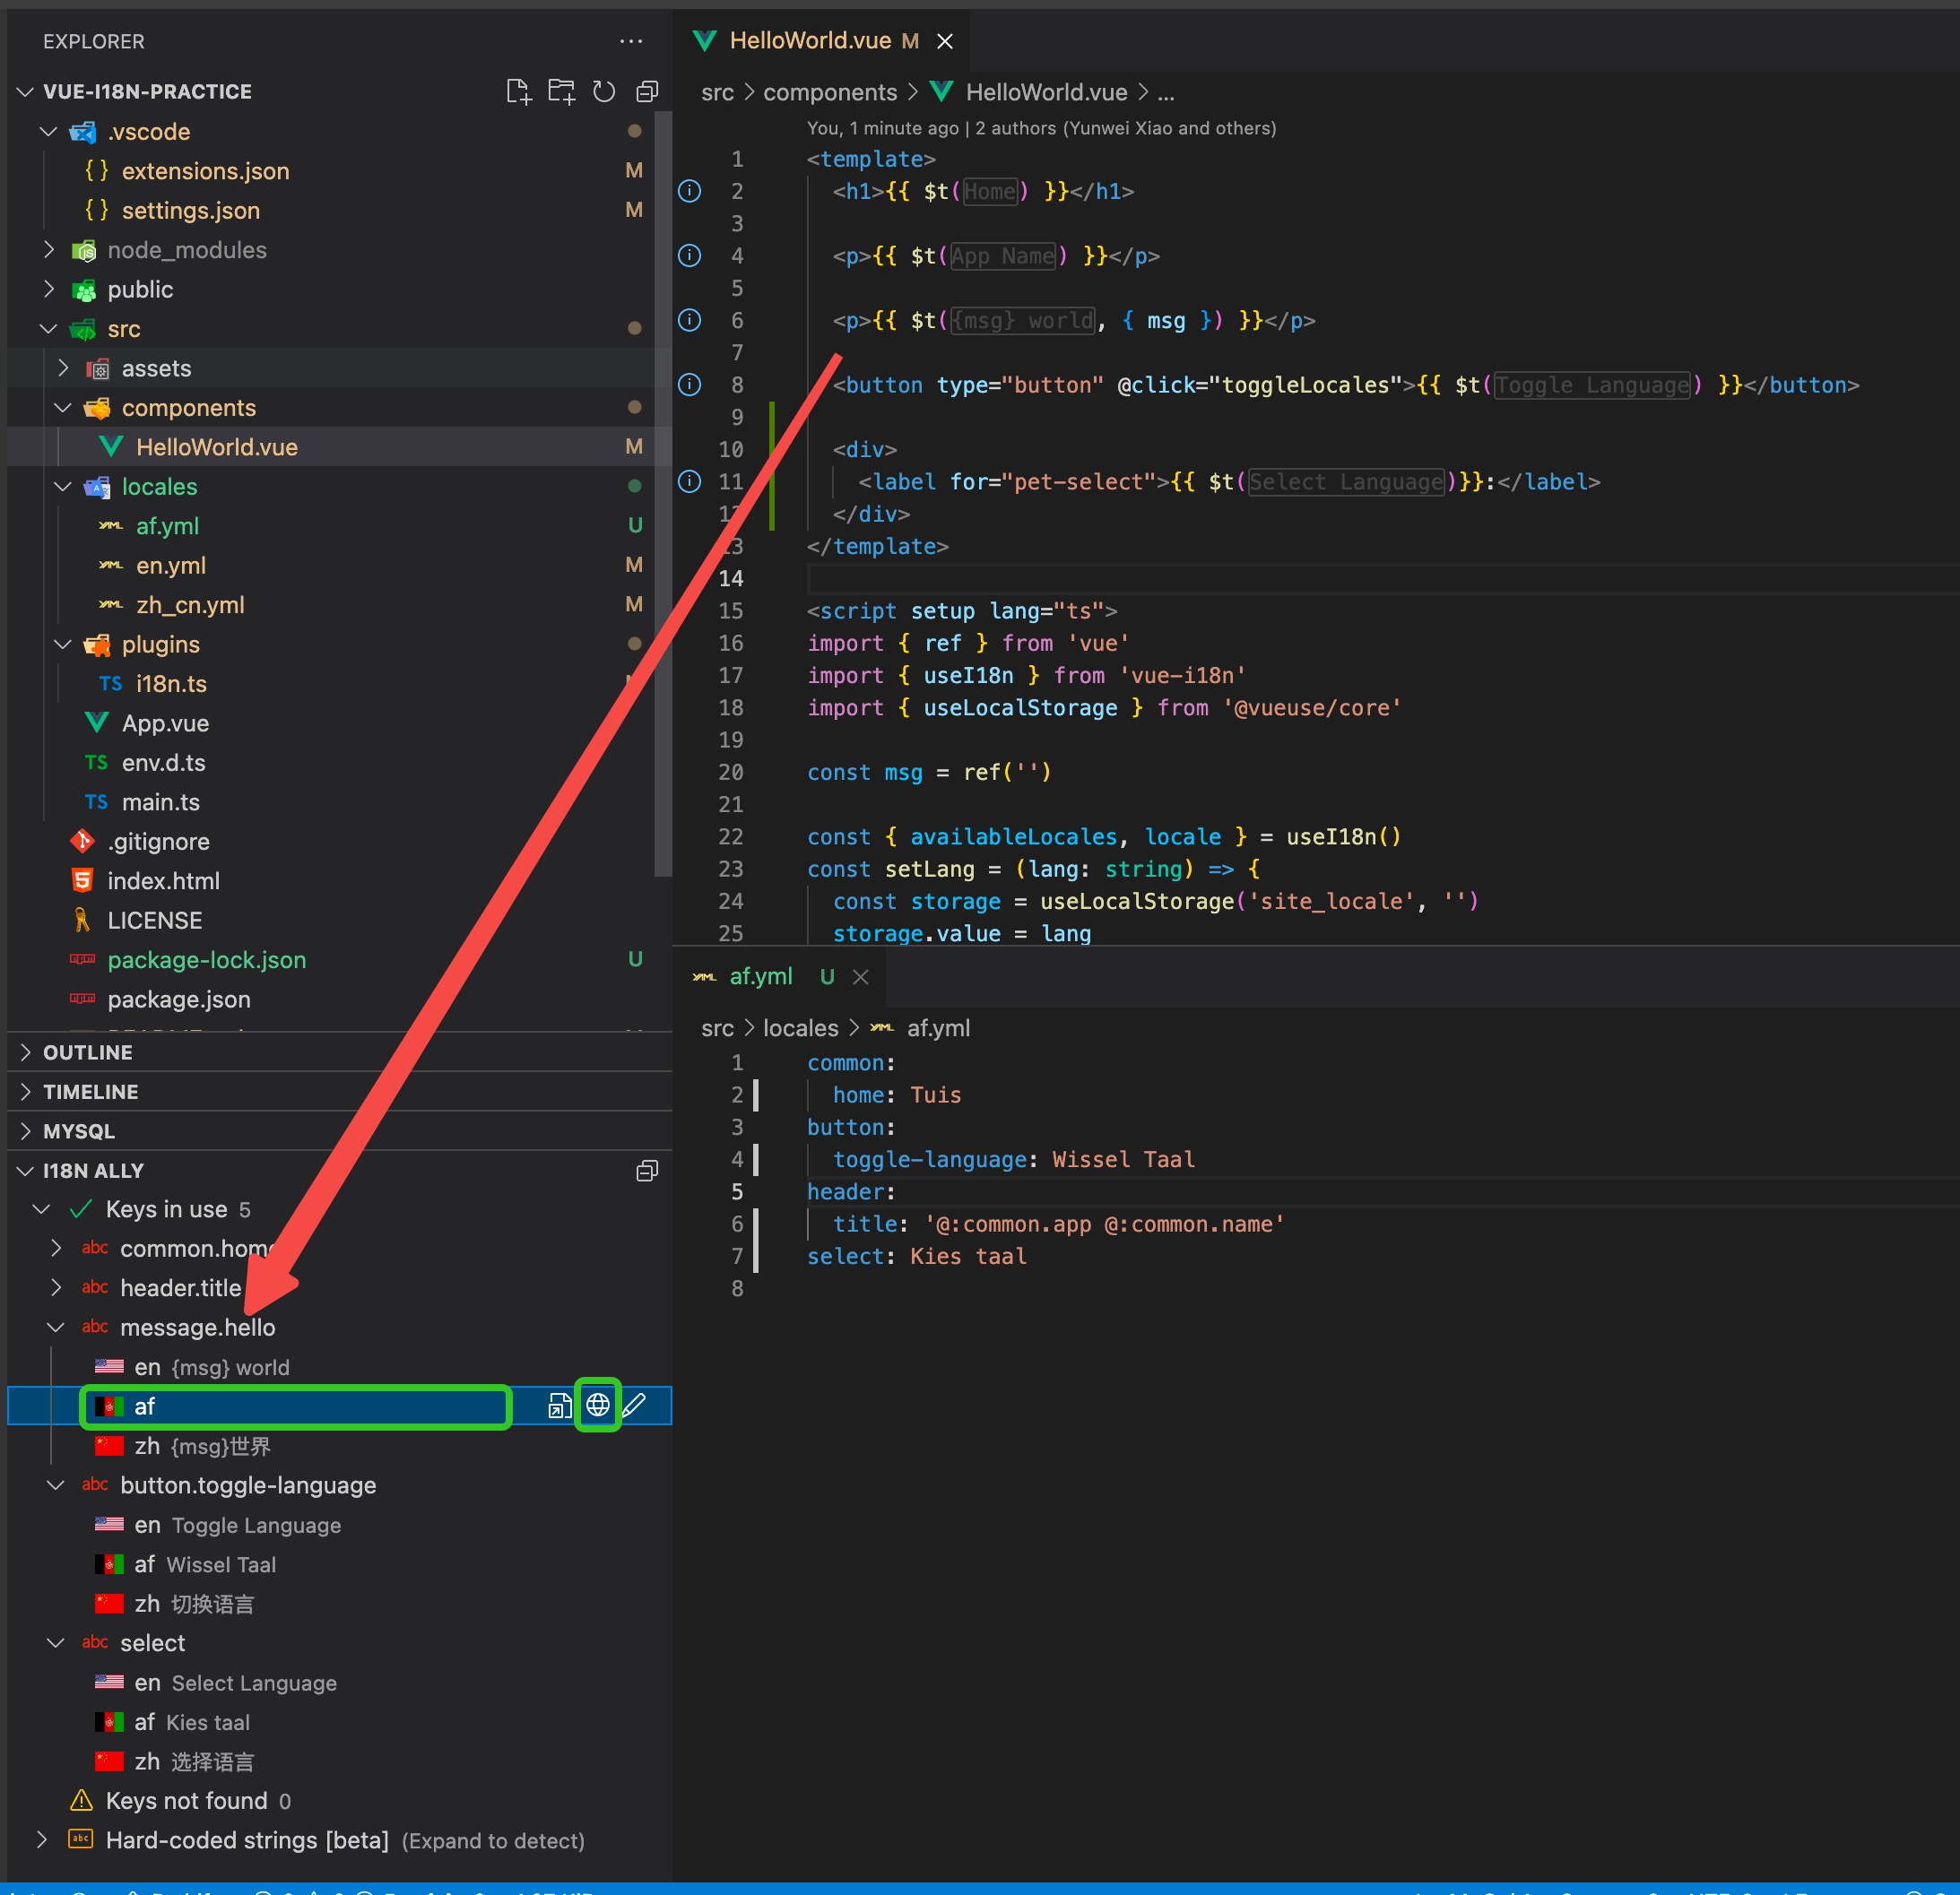 EXPLORER
VUE-I18N-PRACTICE
.vscode
extensions.json M
settings.json M
node_modules
public
src
assets
components
HelloWorld.vue M
locales
af.yml U
en.yml M
zh_cn.yml M
plugins
TS i18n.ts
App.vue
TS env.d.ts
TS main.ts
.gitignore
index.html
LICENSE
package-lock.json U
package.json
OUTLINE
TIMELINE
MYSQL
I18N ALLY
Keys in use 5
abc common.home
abc header.title
abc message.hello
en {msg} world
af
zh {msg}世界
abc button.toggle-language
en Toggle Language
af Wissel Taal
zh 切换语言
abc select
en Select Language
af Kies taal
zh 选择语言
Keys not found 0
abc Hard-coded strings [beta] (Expand to detect)
HelloWorld.vue M
src > components > HelloWorld.vue > ...
You, 1 minute ago | 2 authors (Yunwei Xiao and others)
1 <template>
2 <h1>{{ $t(Home) }}</h1>
3
4 <p>{{ $t(App Name) }}</p>
5
6 <p>{{ $t({msg} world, { msg }) }}</p>
7
8 <button type="button" @click="toggleLocales">{{ $t(Toggle Language) }}</button>
9
10 <div>
11 <label for="pet-select">{{ $t(Select Language)}}:</label>
12 </div>
13 </template>
14
15 <script setup lang="ts">
16 import { ref } from 'vue'
17 import { useI18n } from 'vue-i18n'
18 import { useLocalStorage } from '@vueuse/core'
19
20 const msg = ref('')
21
22 const { availableLocales, locale } = useI18n()
23 const setLang = (lang: string) => {
24 const storage = useLocalStorage('site_locale', '')
25 storage.value = lang
af.yml U
src > locales > af.yml
1 common:
2 home: Tuis
3 button:
4 toggle-language: Wissel Taal
5 header:
6 title: '@:common.app @:common.name'
7 select: Kies taal
8